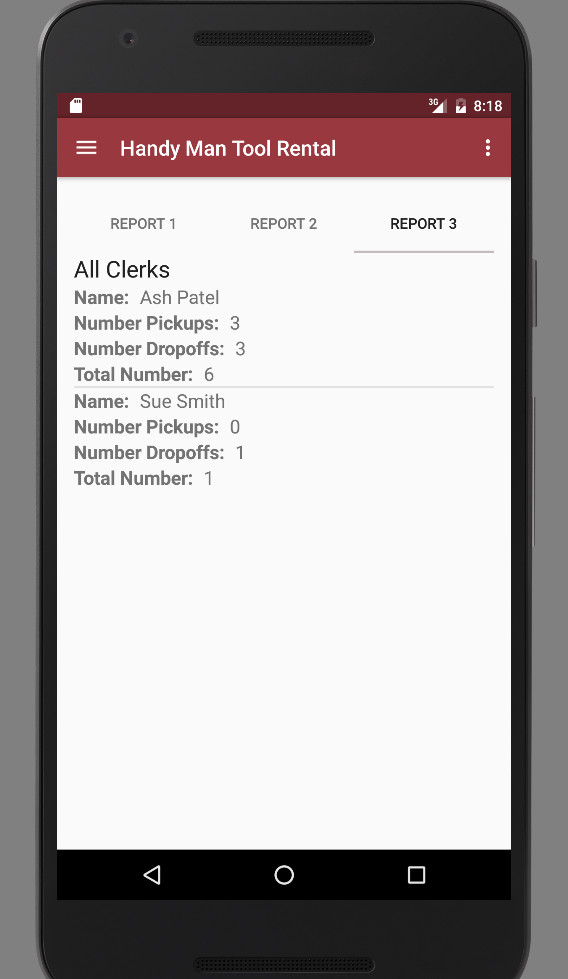 3G 8:18
Handy Man Tool Rental
REPORT 1 REPORT 2 REPORT 3
All Clerks
Name: Ash Patel
Number Pickups: 3
Number Dropoffs: 3
Total Number: 6
Name: Sue Smith
Number Pickups: 0
Number Dropoffs: 1
Total Number: 1